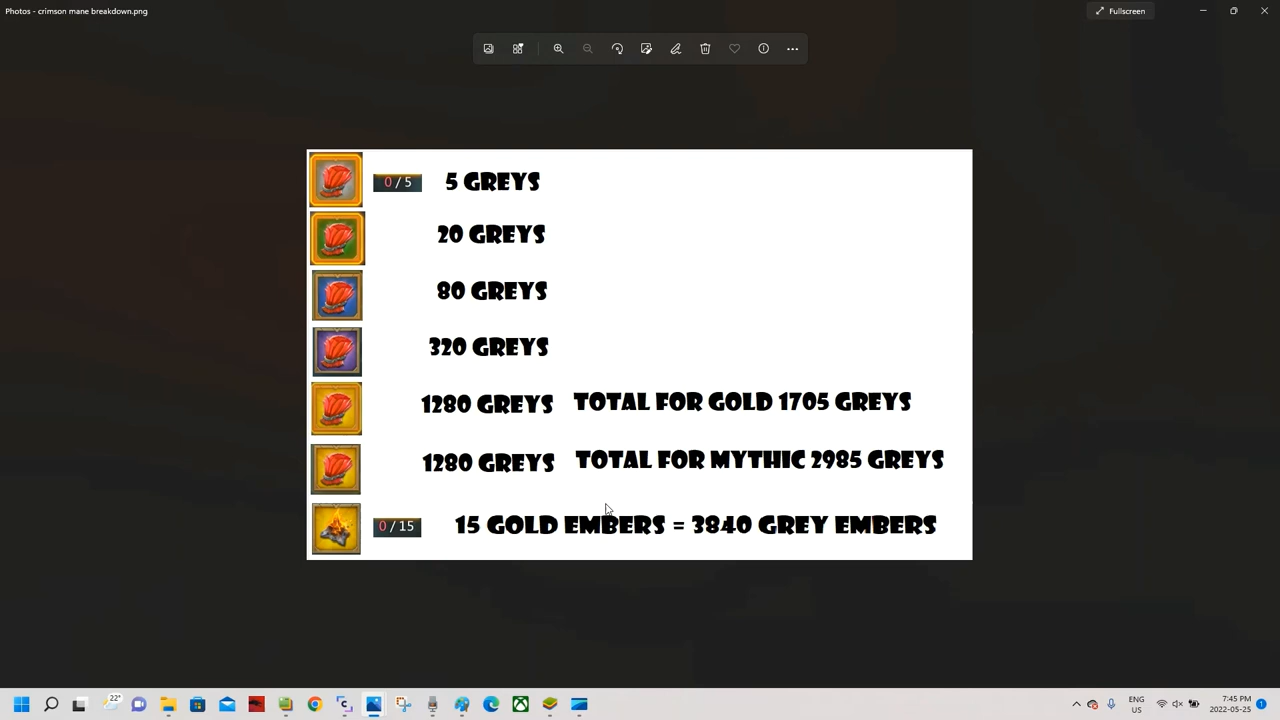 Photos - crimson mane breakdown.png
Fullscreen
0/5 5 GREYS
20 GREYS
80 GREYS
320 GREYS
1280 GREYS TOTAL FOR GOLD 1705 GREYS
1280 GREYS TOTAL FOR MYTHIC 2985 GREYS
0/15 15 GOLD EMBERS = 3840 GREY EMBERS
22°
ENG
US
7:45 PM
2022-05-25